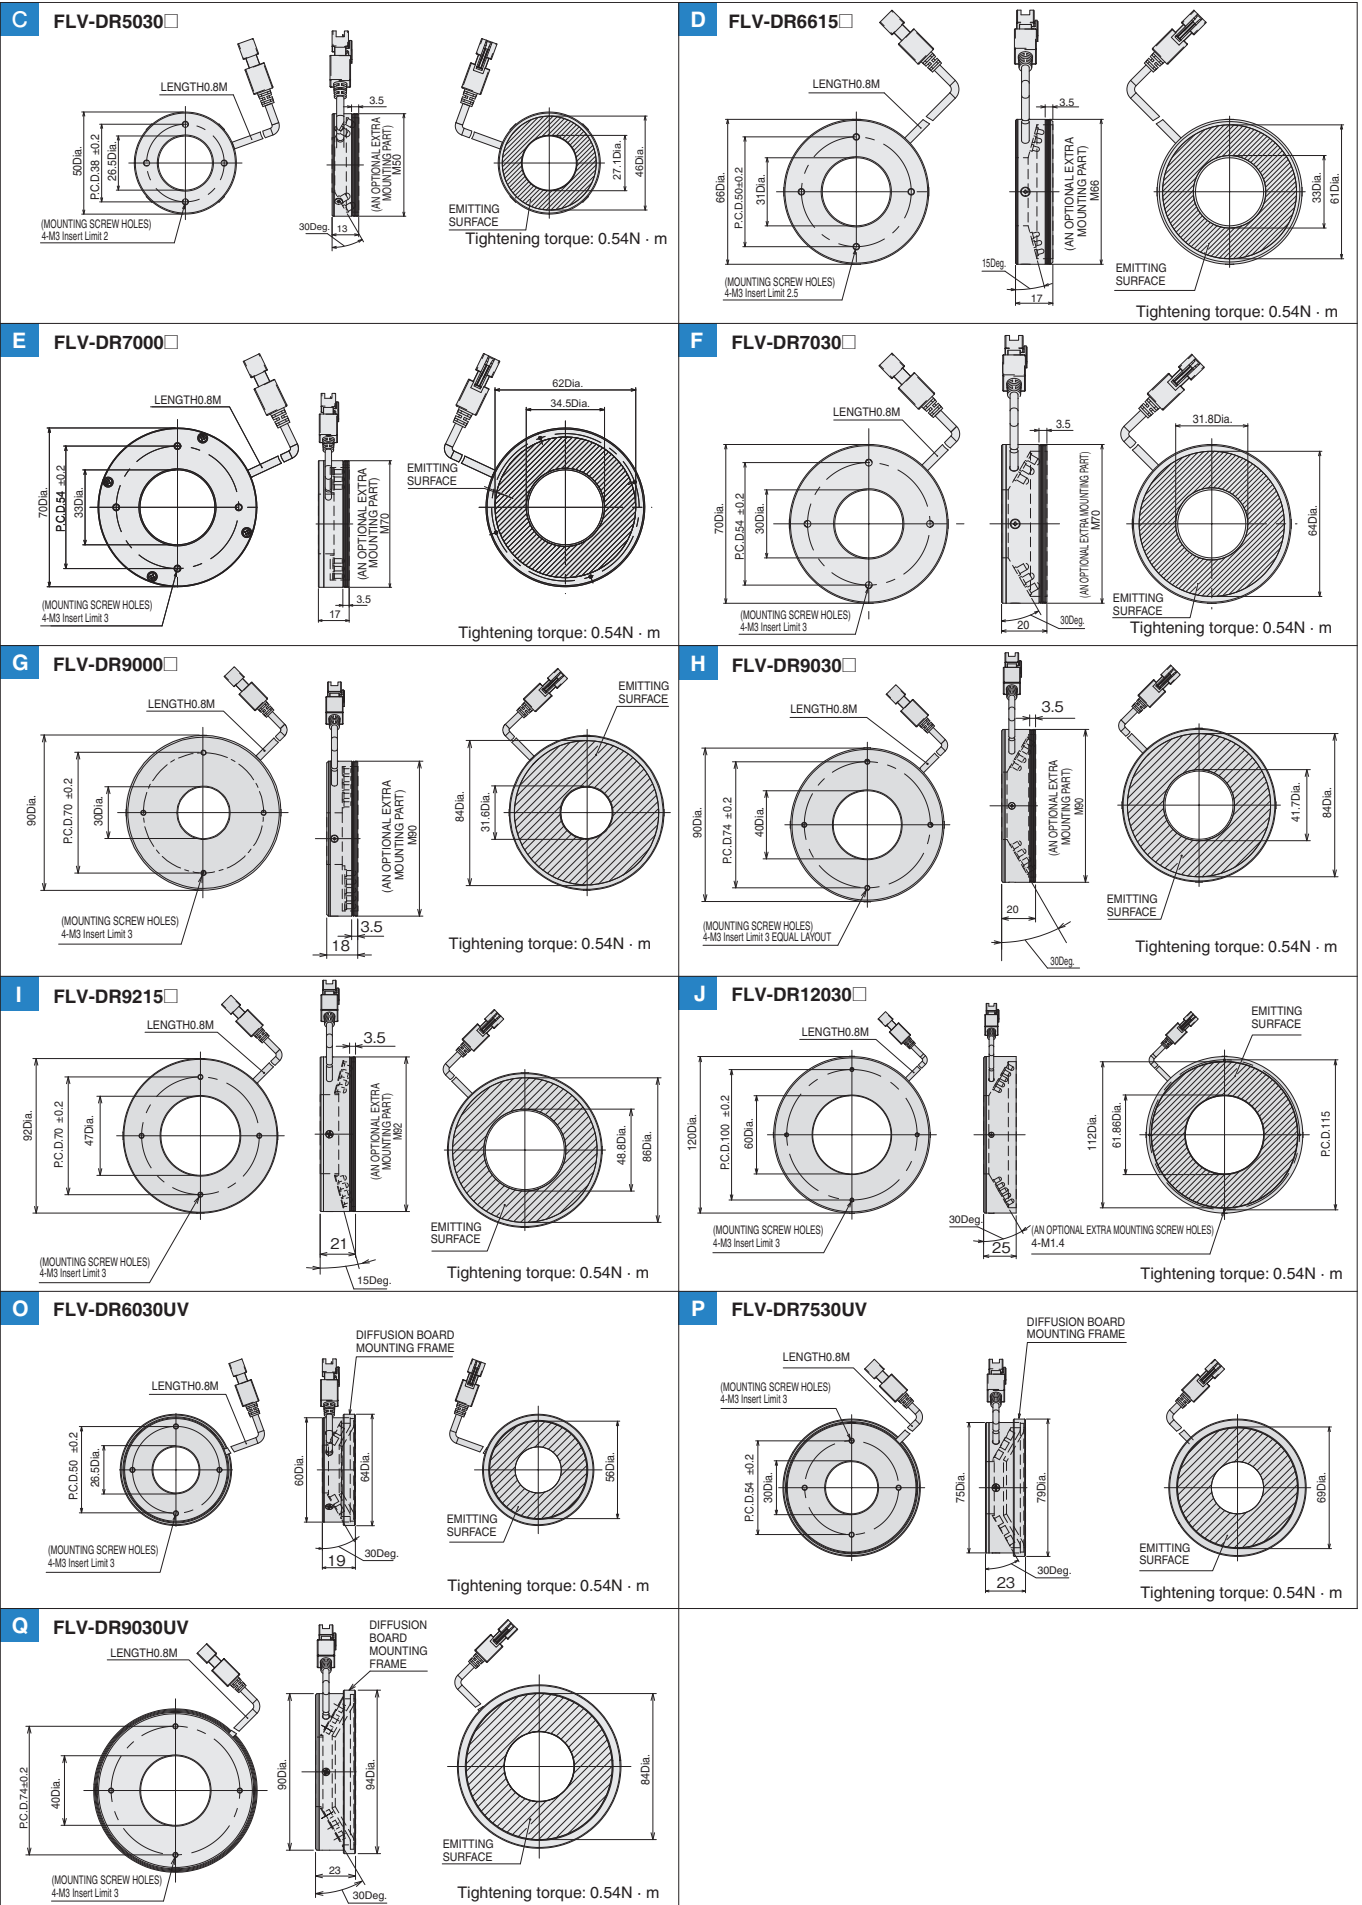 C FLV-DR5030□
LENGTH0.8M
3.5
50Dia.
P.C.D.38 ±0.2
26.5Dia.
(AN OPTIONAL EXTRA
MOUNTING PART)
M50
27.1Dia.
46Dia.
(MOUNTING SCREW HOLES)
4-M3 Insert Limit 2
30Deg.
13
EMITTING
SURFACE
Tightening torque: 0.54N · m
D FLV-DR6615□
LENGTH0.8M
3.5
66Dia.
P.C.D.50±0.2
31Dia.
(AN OPTIONAL EXTRA
MOUNTING PART)
M66
33Dia.
61Dia.
15Deg.
17
(MOUNTING SCREW HOLES)
4-M3 Insert Limit 2.5
EMITTING
SURFACE
Tightening torque: 0.54N · m
E FLV-DR7000□
LENGTH0.8M
62Dia.
34.5Dia.
70Dia.
P.C.D.54 ±0.2
33Dia.
(AN OPTIONAL EXTRA
MOUNTING PART)
M70
EMITTING
SURFACE
(MOUNTING SCREW HOLES)
4-M3 Insert Limit 3
3.5
17
Tightening torque: 0.54N · m
F FLV-DR7030□
LENGTH0.8M
3.5
31.8Dia.
70Dia.
P.C.D.54 ±0.2
30Dia.
(AN OPTIONAL EXTRA MOUNTING PART)
M70
64Dia.
(MOUNTING SCREW HOLES)
4-M3 Insert Limit 3
20
30Deg.
EMITTING
SURFACE
Tightening torque: 0.54N · m
G FLV-DR9000□
LENGTH0.8M
EMITTING
SURFACE
90Dia.
P.C.D.70 ±0.2
30Dia.
(AN OPTIONAL EXTRA
MOUNTING PART)
M90
84Dia.
31.6Dia.
(MOUNTING SCREW HOLES)
4-M3 Insert Limit 3
3.5
18
Tightening torque: 0.54N · m
H FLV-DR9030□
LENGTH0.8M
3.5
90Dia.
P.C.D.74 ±0.2
40Dia.
(AN OPTIONAL EXTRA
MOUNTING PART)
M90
41.7Dia.
84Dia.
(MOUNTING SCREW HOLES)
4-M3 Insert Limit 3 EQUAL LAYOUT
20
30Deg.
EMITTING
SURFACE
Tightening torque: 0.54N · m
I FLV-DR9215□
LENGTH0.8M
3.5
92Dia.
P.C.D.70 ±0.2
47Dia.
(AN OPTIONAL EXTRA
MOUNTING PART)
M92
48.8Dia.
86Dia.
(MOUNTING SCREW HOLES)
4-M3 Insert Limit 3
21
15Deg.
EMITTING
SURFACE
Tightening torque: 0.54N · m
J FLV-DR12030□
LENGTH0.8M
EMITTING
SURFACE
120Dia.
P.C.D.100 ±0.2
60Dia.
112Dia.
61.86Dia.
P.C.D.115
(MOUNTING SCREW HOLES)
4-M3 Insert Limit 3
30Deg.
25
(AN OPTIONAL EXTRA MOUNTING SCREW HOLES)
4-M1.4
Tightening torque: 0.54N · m
O FLV-DR6030UV
DIFFUSION BOARD
MOUNTING FRAME
LENGTH0.8M
P.C.D.50 ±0.2
26.5Dia.
60Dia.
64Dia.
56Dia.
(MOUNTING SCREW HOLES)
4-M3 Insert Limit 3
30Deg.
19
EMITTING
SURFACE
Tightening torque: 0.54N · m
P FLV-DR7530UV
DIFFUSION BOARD
MOUNTING FRAME
LENGTH0.8M
(MOUNTING SCREW HOLES)
4-M3 Insert Limit 3
P.C.D.54 ±0.2
30Dia.
75Dia.
79Dia.
69Dia.
30Deg.
23
EMITTING
SURFACE
Tightening torque: 0.54N · m
Q FLV-DR9030UV
DIFFUSION
BOARD
MOUNTING
FRAME
LENGTH0.8M
P.C.D.74±0.2
40Dia.
90Dia.
94Dia.
84Dia.
(MOUNTING SCREW HOLES)
4-M3 Insert Limit 3
23
30Deg.
EMITTING
SURFACE
Tightening torque: 0.54N · m